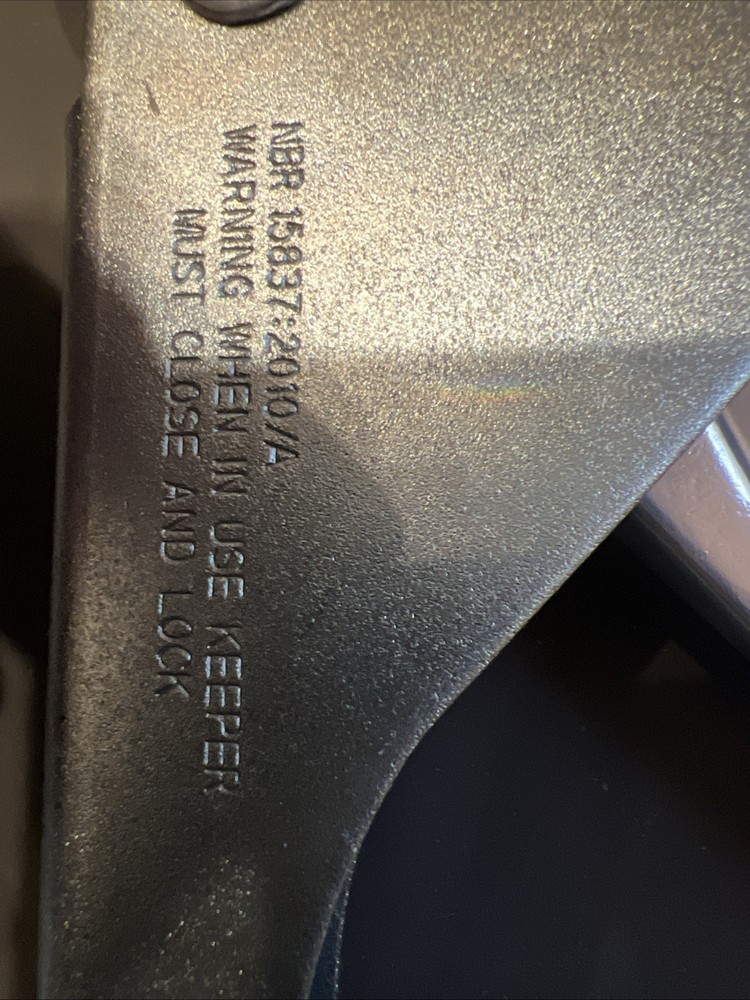 NBR 15837:2010/A
WARNING WHEN IN USE KEEPER
MUST CLOSE AND LOCK